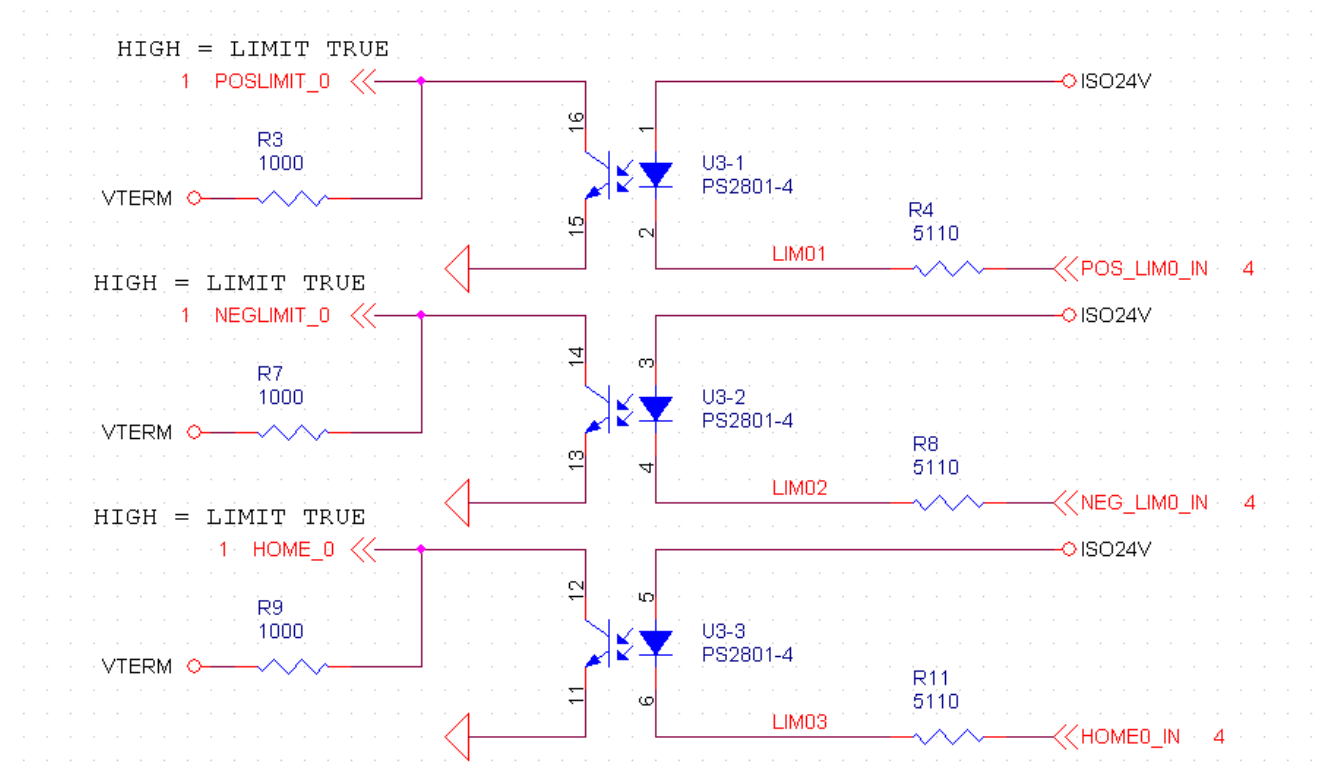 HIGH = LIMIT TRUE
1 POSLIMIT_0
ISO24V
R3
1000
16
1
U3-1
PS2801-4
VTERM
15
2
R4
5110
LIM01
POS_LIM0_IN 4
HIGH = LIMIT TRUE
1 NEGLIMIT_0
ISO24V
R7
1000
14
3
U3-2
PS2801-4
VTERM
13
4
R8
5110
LIM02
NEG_LIM0_IN 4
HIGH = LIMIT TRUE
1 HOME_0
ISO24V
R9
1000
12
5
U3-3
PS2801-4
VTERM
11
6
R11
5110
LIM03
HOME0_IN 4